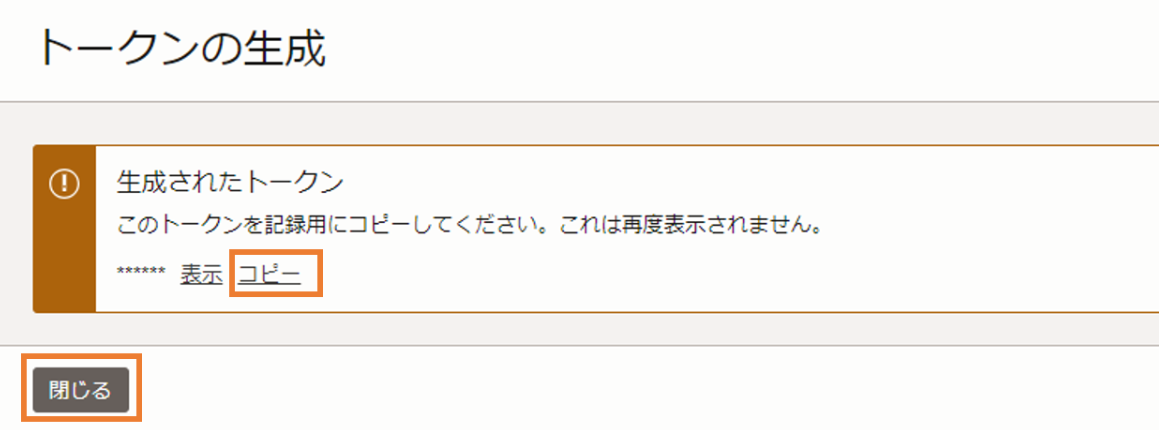 トークンの生成
生成されたトークン
このトークンを記録用にコピーしてください。これは再度表示されません。
****** 表示 コピー
閉じる